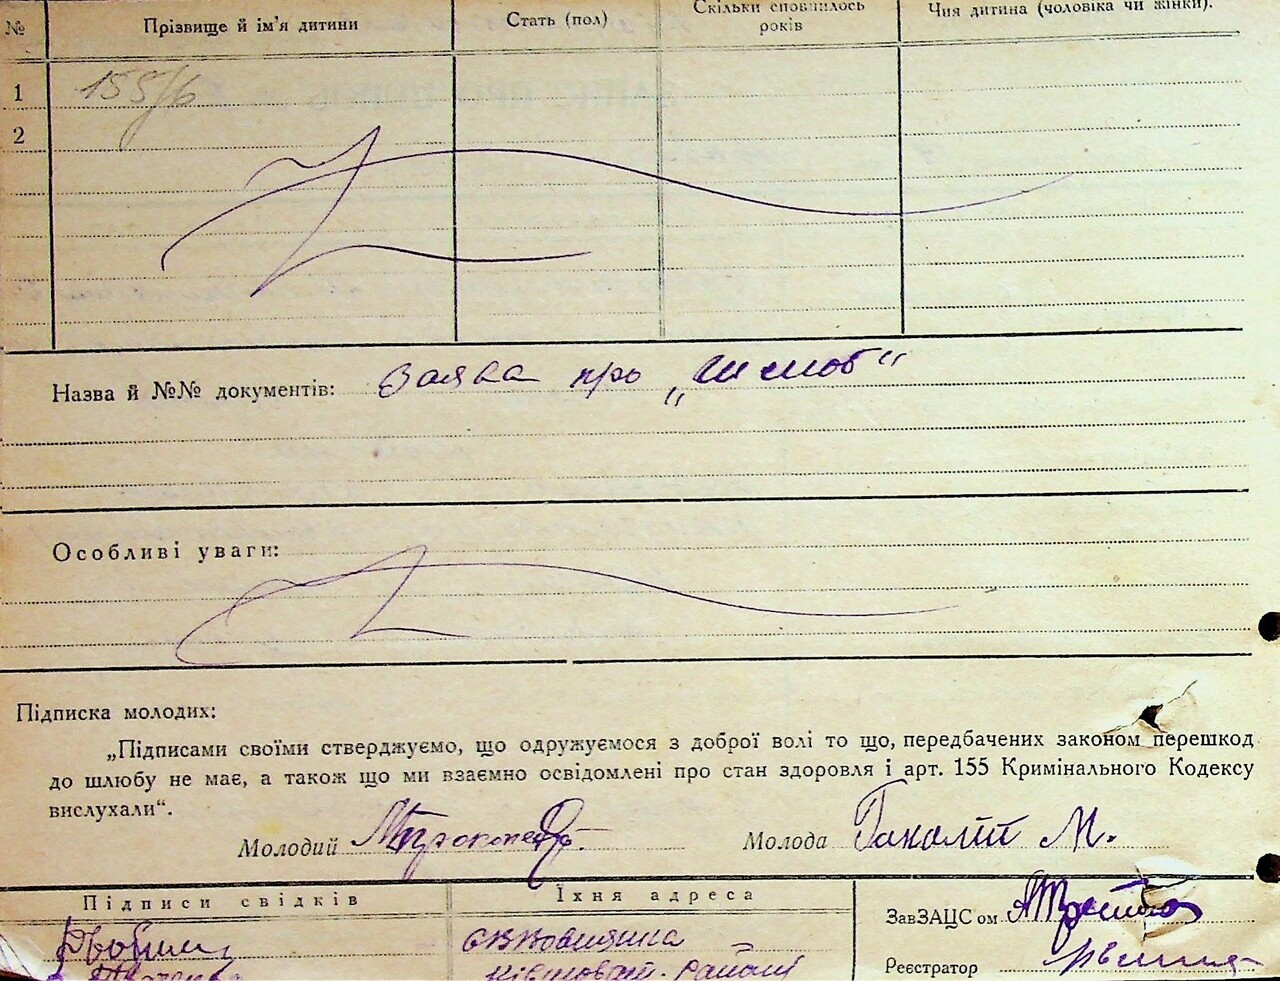 № Прізвище й ім'я дитини Стать (пол) Скільки сповнилось років Чия дитина (чоловіка чи жінки).
1 155/6
2
Назва й №№ документів: Заява про „Шлюб“
Особливі уваги:
Підписка молодих:
„Підписами своїми стверджуємо, що одружуємося з доброї волі то що, передбачених законом перешкод
до шлюбу не має, а також що ми взаємно освідомлені про стан здоровля і арт. 155 Кримінального Кодексу
вислухали“.
Молодий Молода М.
Підписи свідків Їхня адреса
ЗавЗАЦС ом
Реєстратор